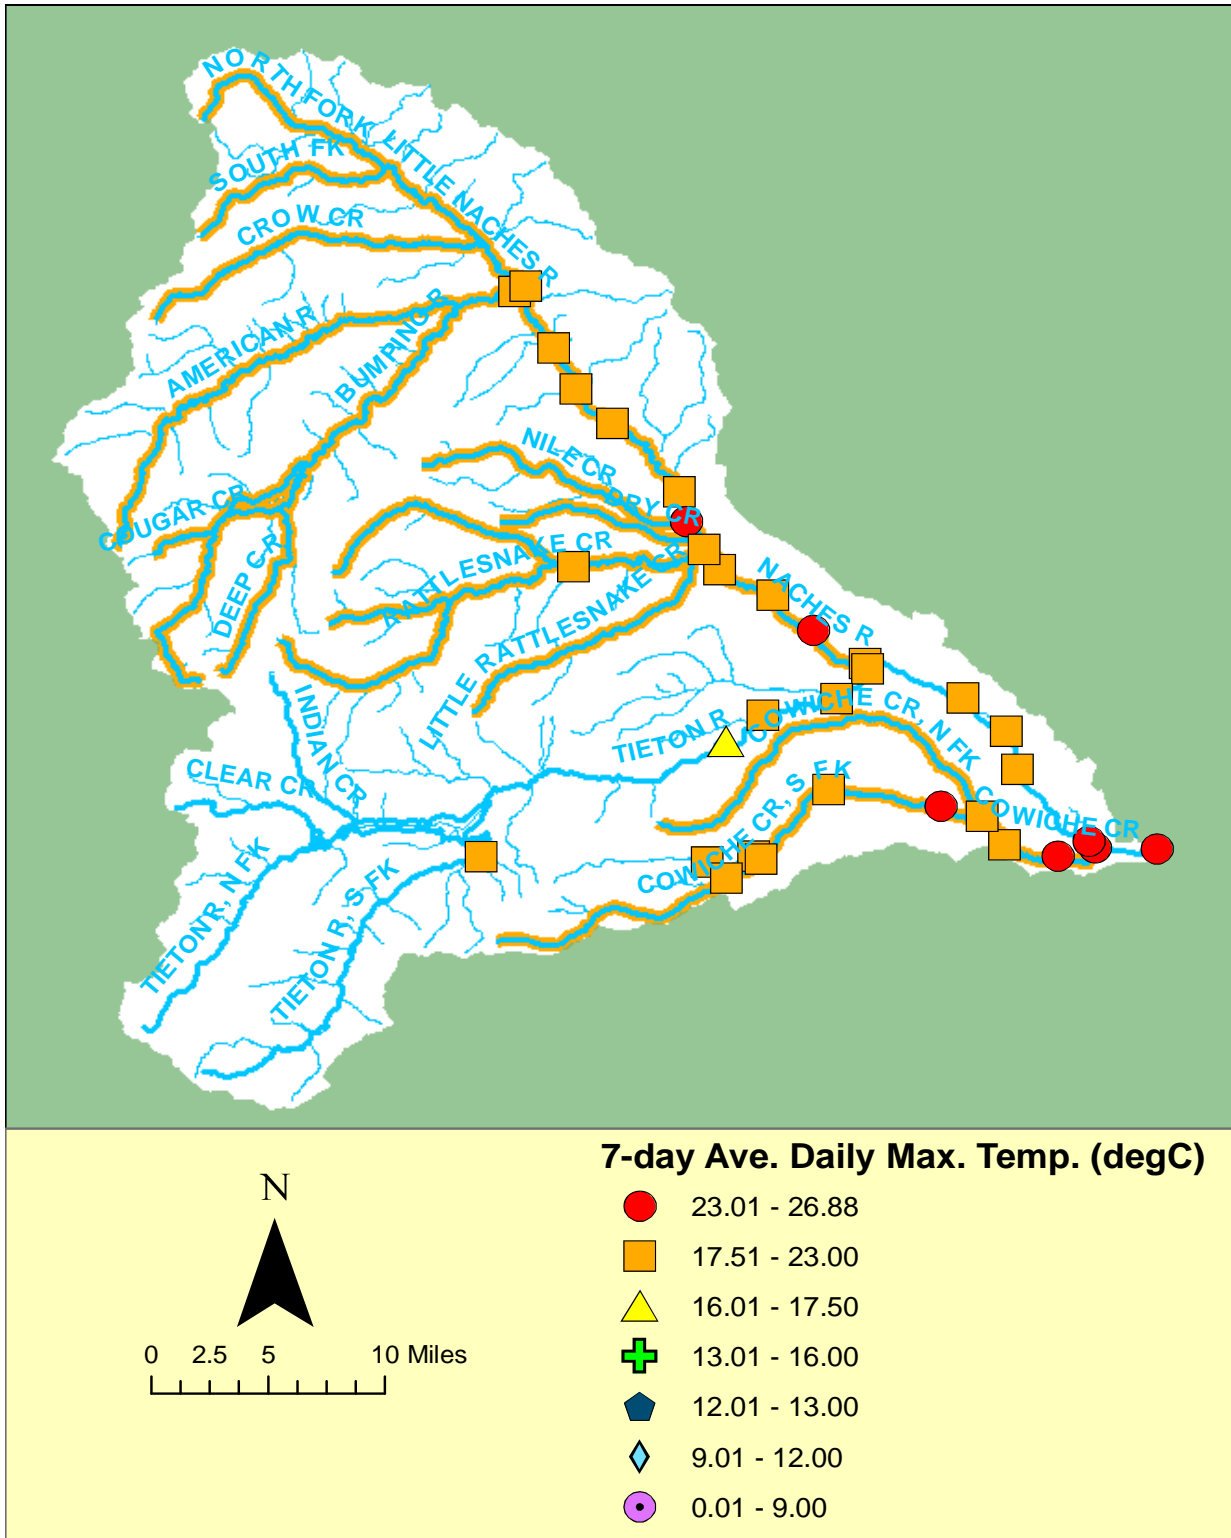 NORTH FORK LITTLE NACHES R
SOUTH FK
CROW CR
AMERICAN R
BUMPING R
NILE CR
DRY CR
COUGAR CR
DEEP CR
RATTLESNAKE CR
LITTLE RATTLESNAKE CR
NACHES R
INDIAN CR
TIETON R
COWICHE CR, N FK
CLEAR CR
COWICHE CR, S FK
COWICHE CR
TIETON R, N FK
TIETON R, S FK
7-day Ave. Daily Max. Temp. (degC)
23.01 - 26.88
17.51 - 23.00
16.01 - 17.50
13.01 - 16.00
12.01 - 13.00
9.01 - 12.00
0.01 - 9.00
N
0 2.5 5 10 Miles